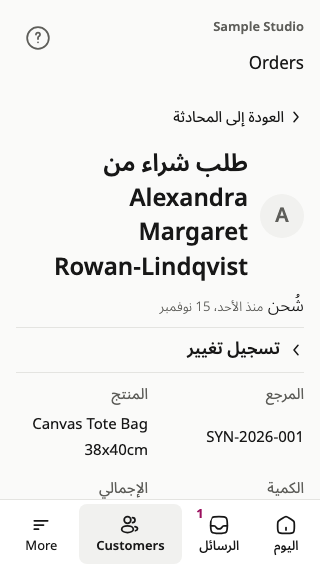 Sample Studio
Orders
العودة إلى المحادثة
طلب شراء من
Alexandra
Margaret
Rowan-Lindqvist
A
شُحن منذ الأحد، 15 نوفمبر
تسجيل تغيير
المرجع
SYN-2026-001
المنتج
Canvas Tote Bag
38x40cm
الكمية
الإجمالي
اليوم
1
الرسائل
Customers
More